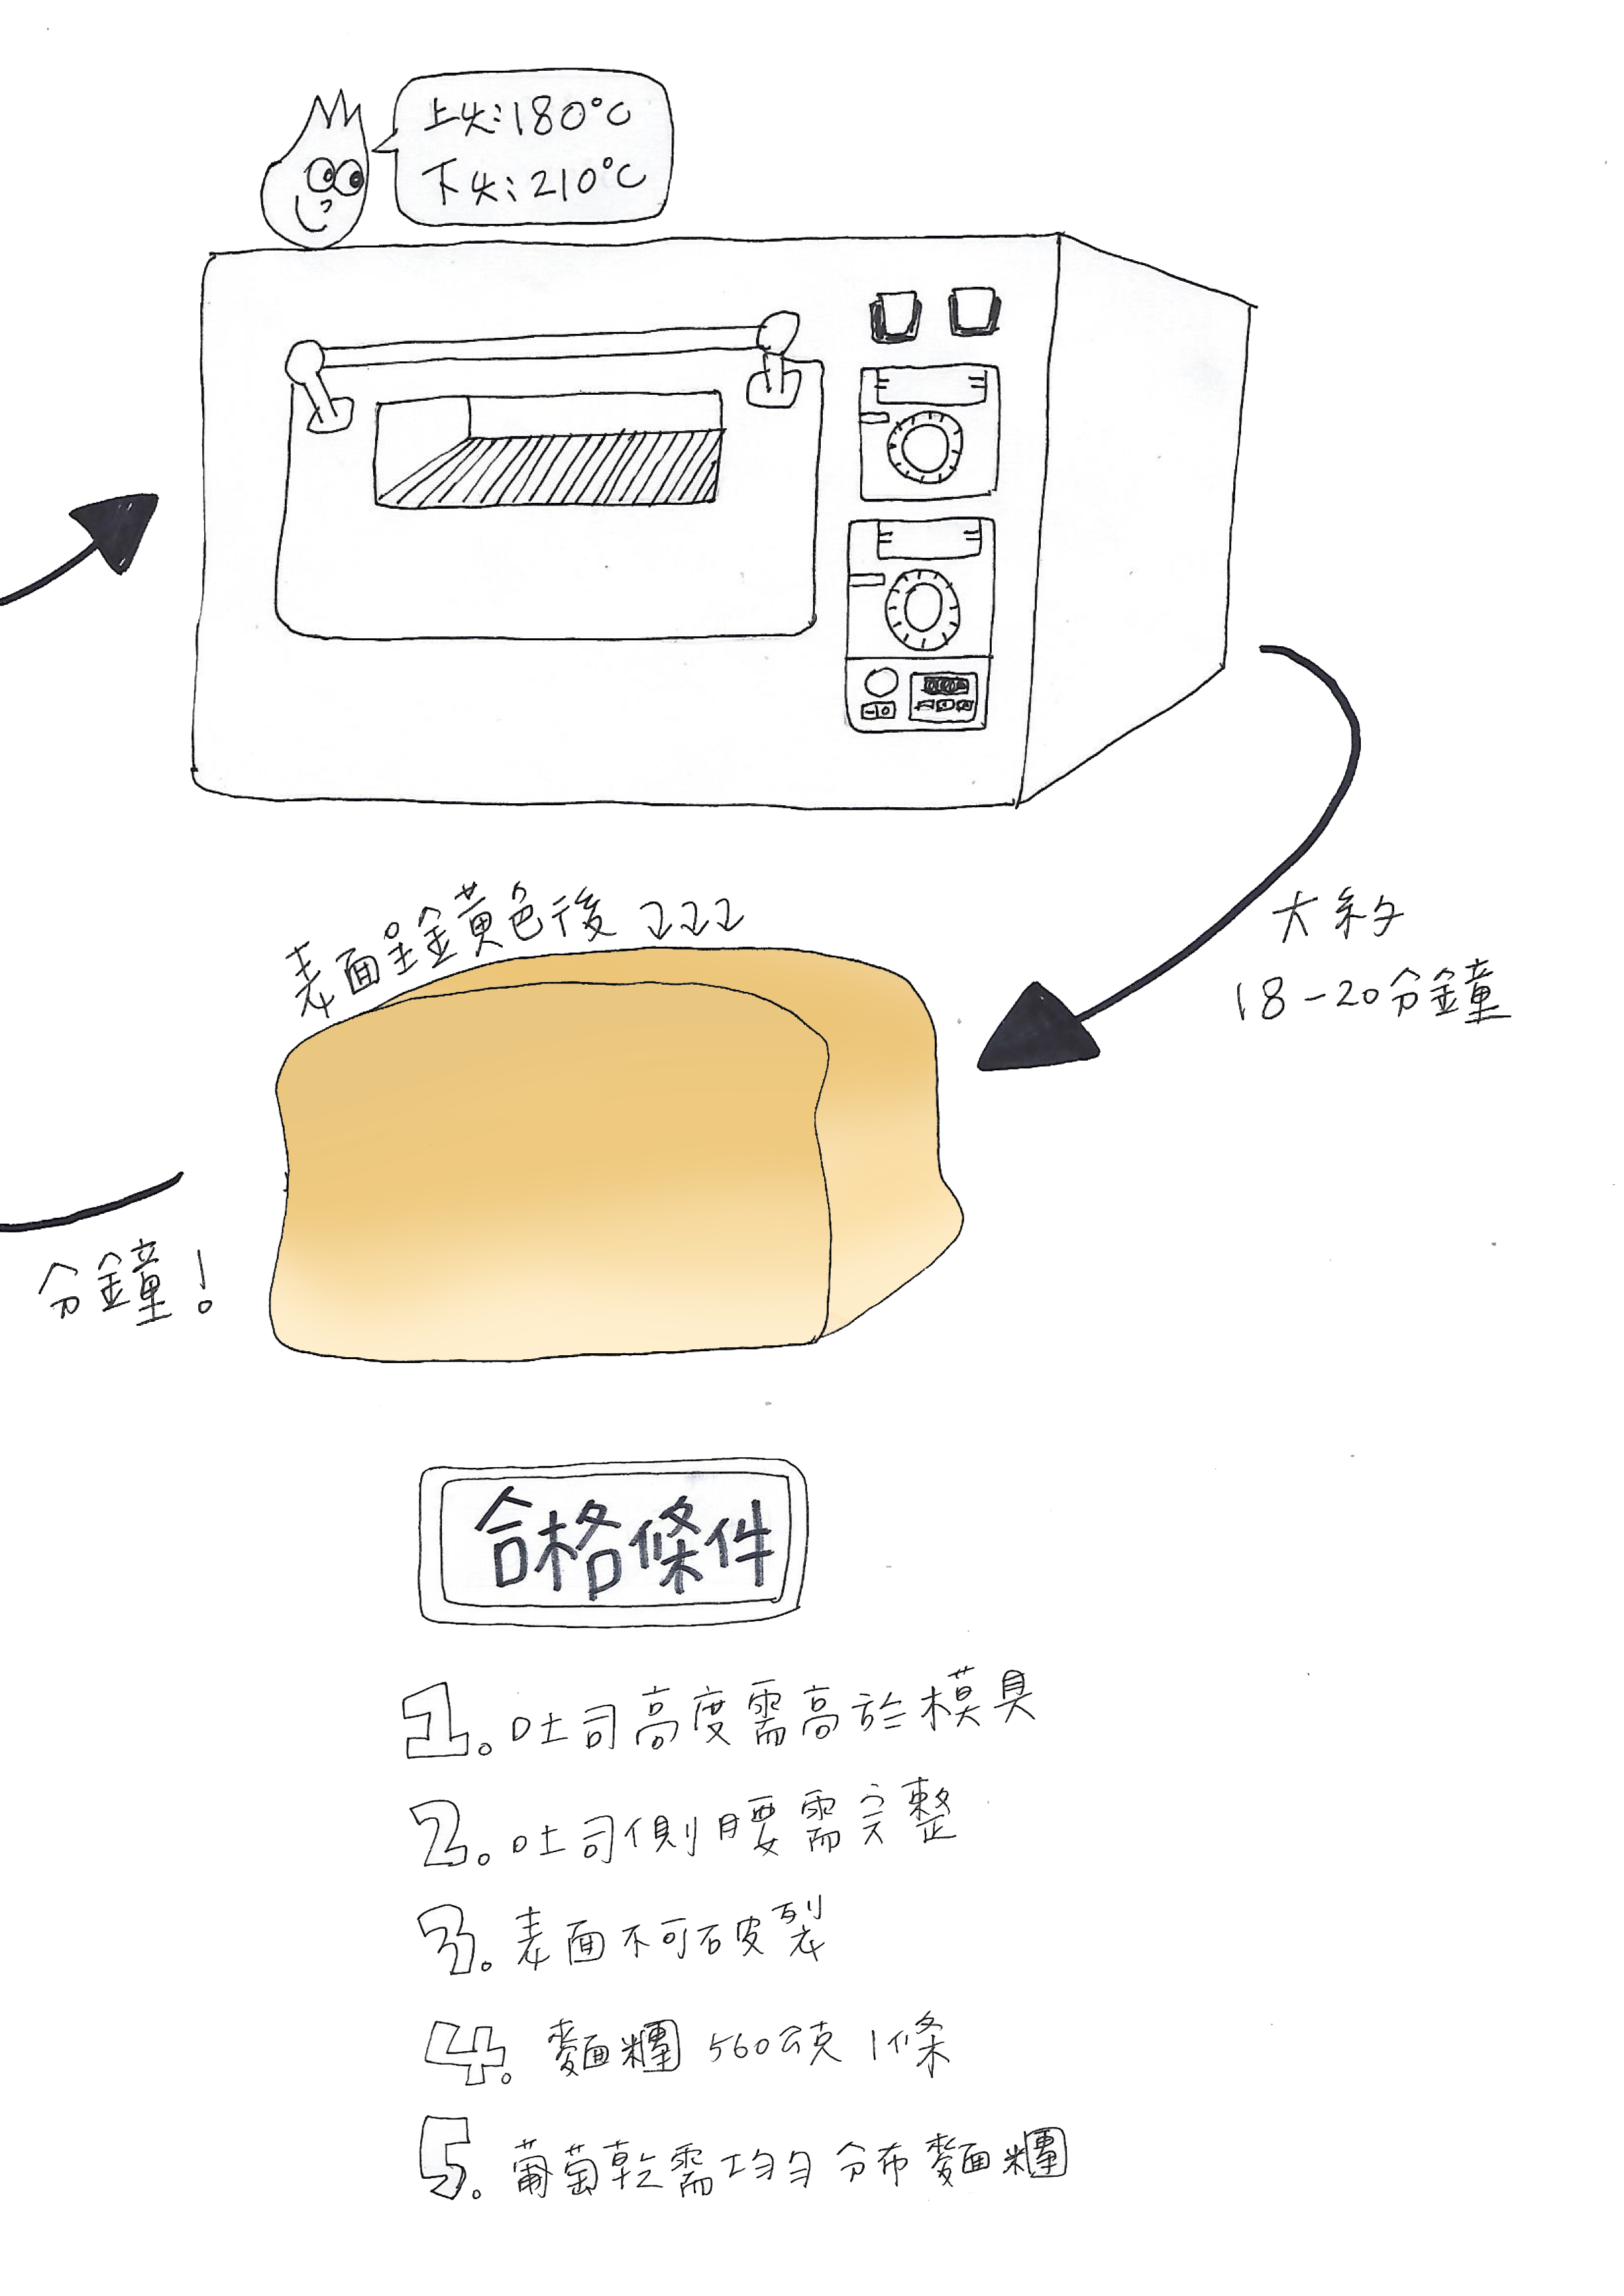 上火:180°C
下火:210°C
表面呈金黃色後
大約
18-20分鐘
分鐘!
合格條件
1. 吐司高度需高於模具
2. 吐司側腰需完整
3. 表面不可破裂
4. 麵糰 560公克 1條
5. 葡萄乾需均勻分布麵糰